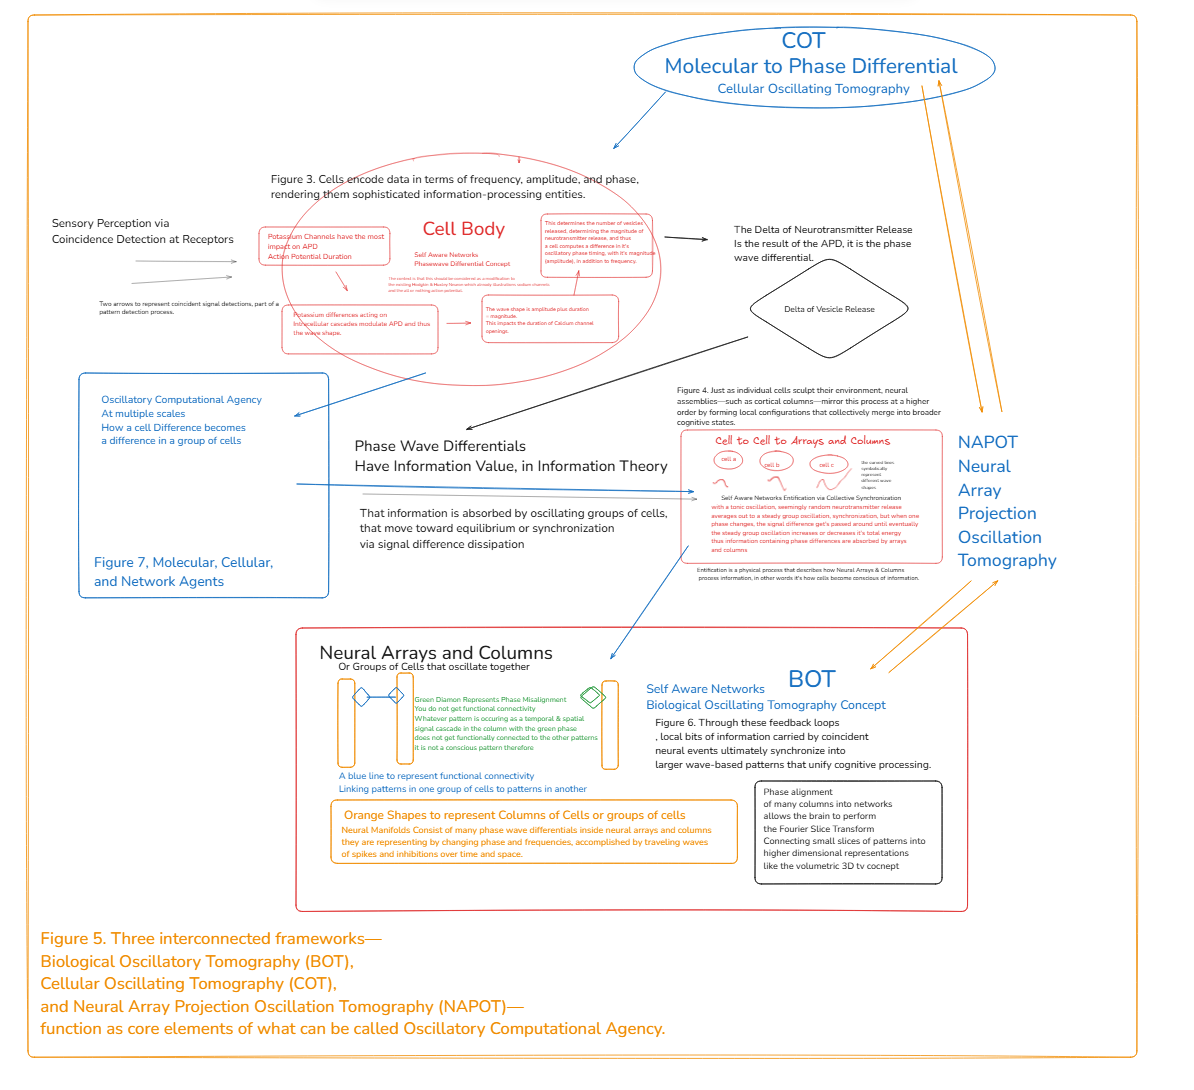 COT
Molecular to Phase Differential
Cellular Oscillating Tomography
Figure 3. Cells encode data in terms of frequency, amplitude, and phase,
rendering them sophisticated information-processing entities.
Sensory Perception via
Coincidence Detection at Receptors
Two arrows to represent coincident signal detections, part of a
pattern detection process.
Potassium Channels have the most
impact on APD
Action Potential Duration
Cell Body
Self Aware Networks
Phasewave Differential Concept
The context is that this should be considered as a modification to
the existing Hodgkin & Huxley Neuron which already illustrations sodium channels
and the all or nothing action potential.
This determines the number of vesicles
released, determining the magnitude of
neurotransmitter release, and thus
a cell computes a difference in it's
oscillatory phase timing, with it's magnitude
(amplitude), in addition to frequency.
Potassium differences acting on
Intracellular cascades modulate APD and thus
the wave shape.
The wave shape is amplitude plus duration
- magnitude.
This impacts the duration of Calcium channel
openings.
The Delta of Neurotransmitter Release
Is the result of the APD, it is the phase
wave differential.
Delta of Vesicle Release
Oscillatory Computational Agency
At multiple scales
How a cell Difference becomes
a difference in a group of cells
Figure 7, Molecular, Cellular,
and Network Agents
Phase Wave Differentials
Have Information Value, in Information Theory
That information is absorbed by oscillating groups of cells,
that move toward equilibrium or synchronization
via signal difference dissipation
Figure 4. Just as individual cells sculpt their environment, neural
assemblies—such as cortical columns—mirror this process at a higher
order by forming local configurations that collectively merge into broader
cognitive states.
Cell to Cell to Arrays and Columns
cell a
cell b
cell c
the curved lines
symbolically
represent
different wave
shapes
Self Aware Networks Entification via Collective Synchronization
with a tonic oscillation, seemingly random neurotransmitter release
averages out to a steady group oscillation, synchronization, but when one
phase changes, the signal difference get's passed around until eventually
the steady group oscillation increases or decreases it's total energy
thus information containing phase differences are absorbed by arrays
and columns
Entification is a physical process that describes how Neural Arrays & Columns
process information, in other words it's how cells become conscious of information.
NAPOT
Neural
Array
Projection
Oscillation
Tomography
Neural Arrays and Columns
Or Groups of Cells that oscillate together
Green Diamon Represents Phase Misalignment
You do not get functional connectivity
Whatever pattern is occuring as a temporal & spatial
signal cascade in the column with the green phase
does not get functionally connected to the other patterns
it is not a conscious pattern therefore
A blue line to represent functional connectivity
Linking patterns in one group of cells to patterns in another
Orange Shapes to represent Columns of Cells or groups of cells
Neural Manifolds Consist of many phase wave differentials inside neural arrays and columns
they are representing by changing phase and frequencies, accomplished by traveling waves
of spikes and inhibitions over time and space.
BOT
Self Aware Networks
Biological Oscillating Tomography Concept
Figure 6. Through these feedback loops
, local bits of information carried by coincident
neural events ultimately synchronize into
larger wave-based patterns that unify cognitive processing.
Phase alignment
of many columns into networks
allows the brain to perform
the Fourier Slice Transform
Connecting small slices of patterns into
higher dimensional representations
like the volumetric 3D tv cocnept
Figure 5. Three interconnected frameworks—
Biological Oscillatory Tomography (BOT),
Cellular Oscillating Tomography (COT),
and Neural Array Projection Oscillation Tomography (NAPOT)—
function as core elements of what can be called Oscillatory Computational Agency.